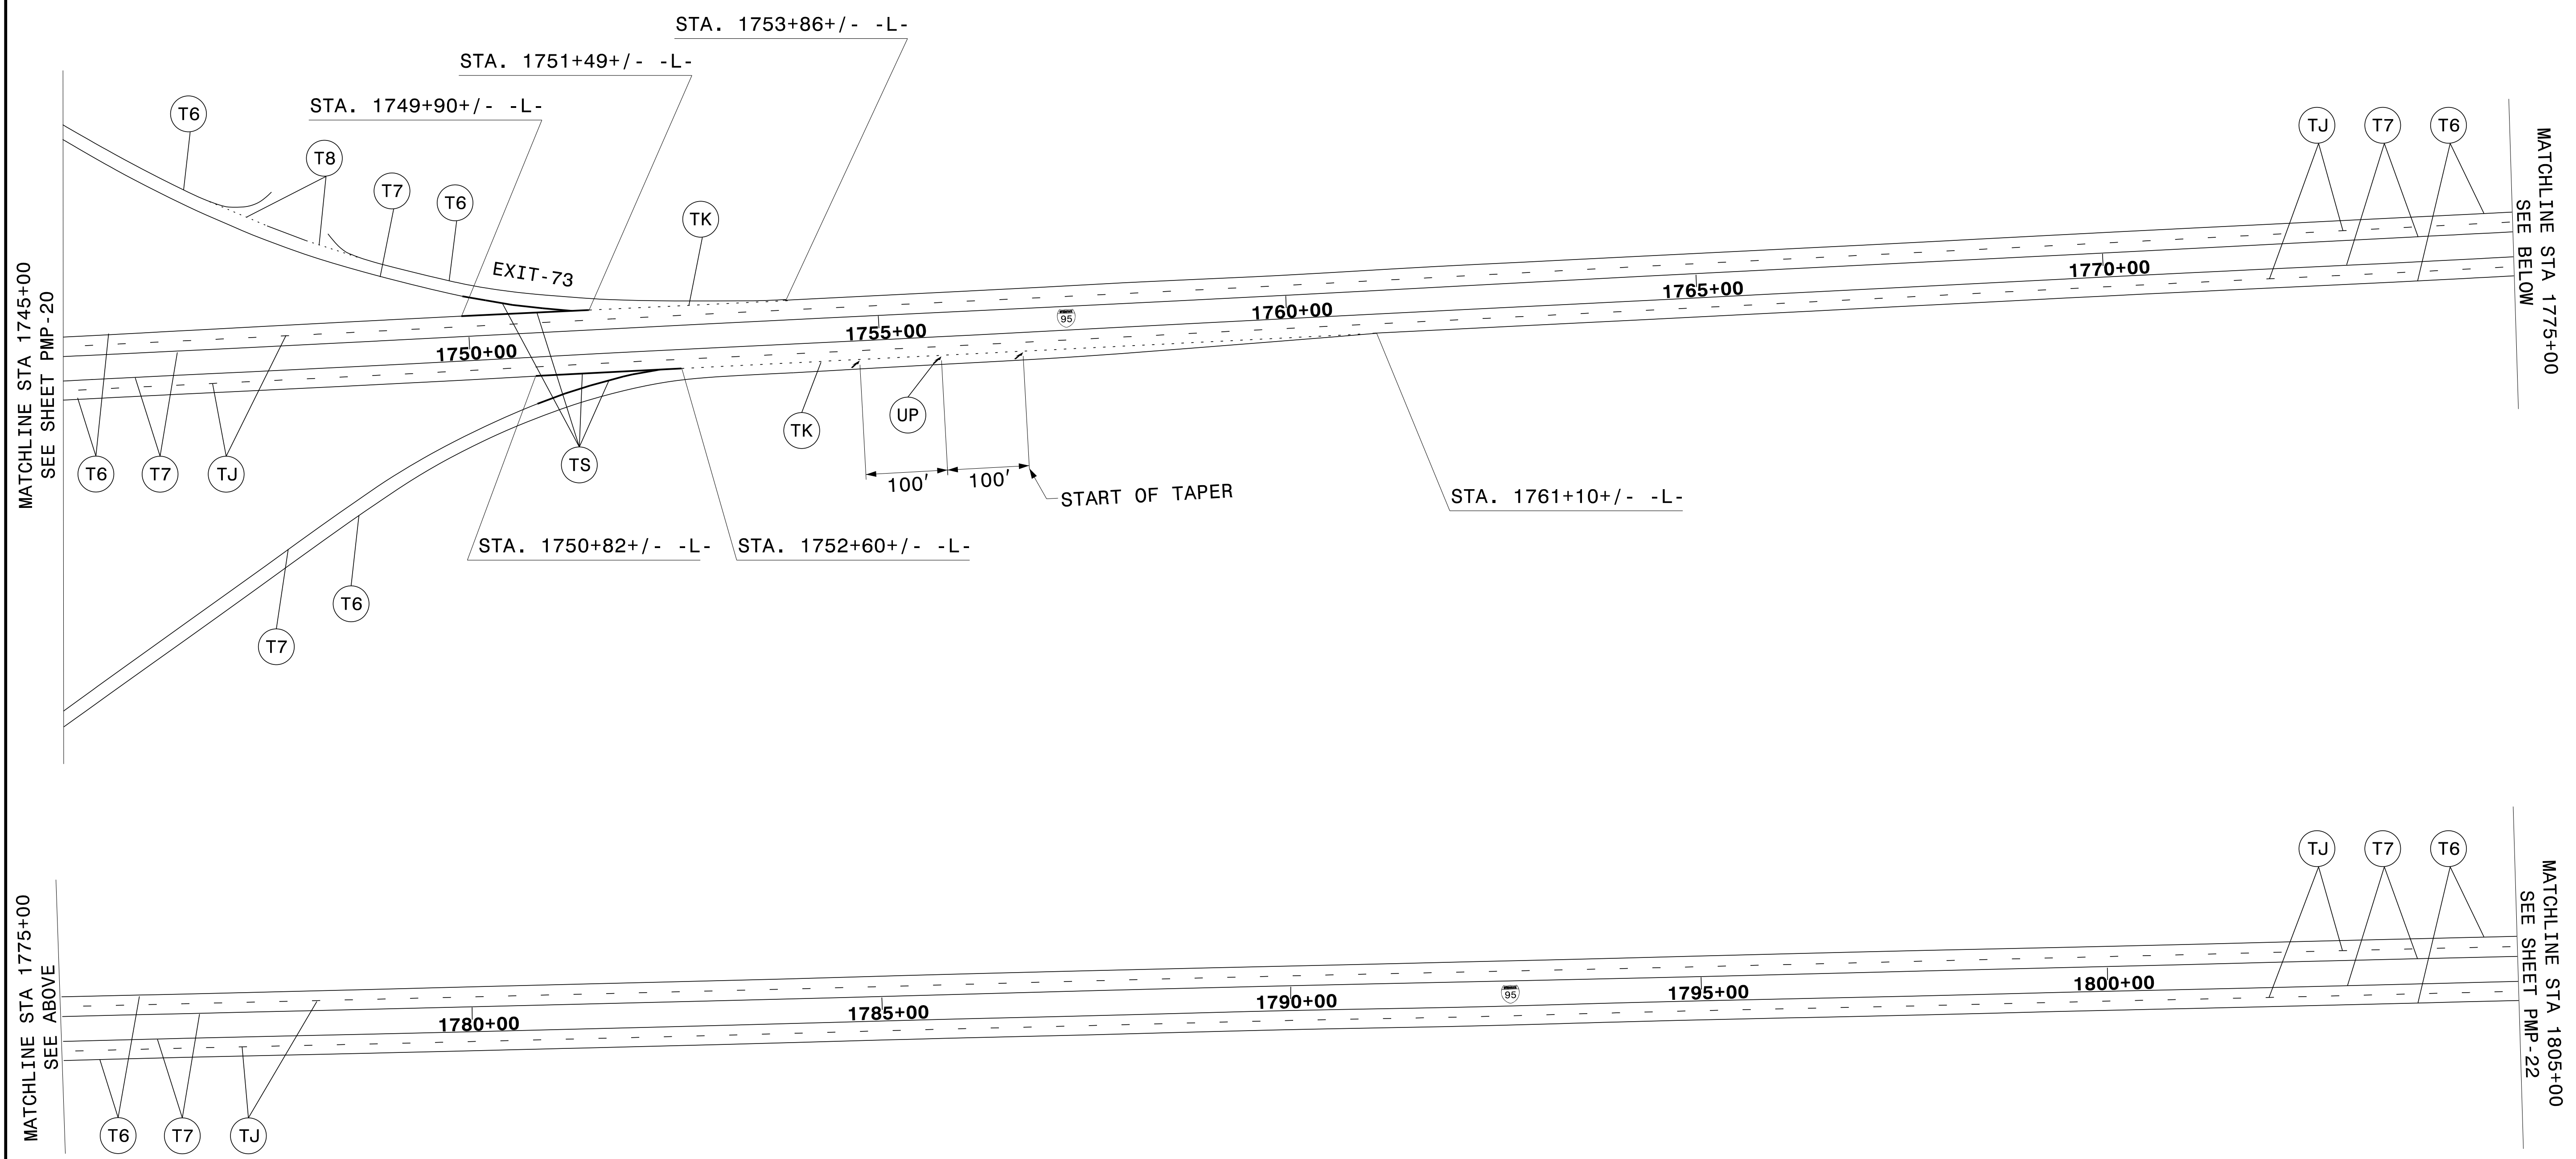 STA. 1753+86+/- -L-
STA. 1751+49+/- -L-
STA. 1749+90+/- -L-
T6
T8
T7
T6
TK
EXIT-73
TJ
T7
T6
MATCHLINE STA 1745+00
SEE SHEET PMP-20
MATCHLINE STA 1775+00
SEE BELOW
1750+00
1755+00
95
1760+00
1765+00
1770+00
T6
T7
TJ
TS
TK
UP
100'
100'
START OF TAPER
STA. 1761+10+/- -L-
STA. 1750+82+/- -L-
STA. 1752+60+/- -L-
T6
T7
TJ
T7
T6
MATCHLINE STA 1775+00
SEE ABOVE
MATCHLINE STA 1805+00
SEE SHEET PMP-22
1780+00
1785+00
1790+00
95
1795+00
1800+00
T6
T7
TJ